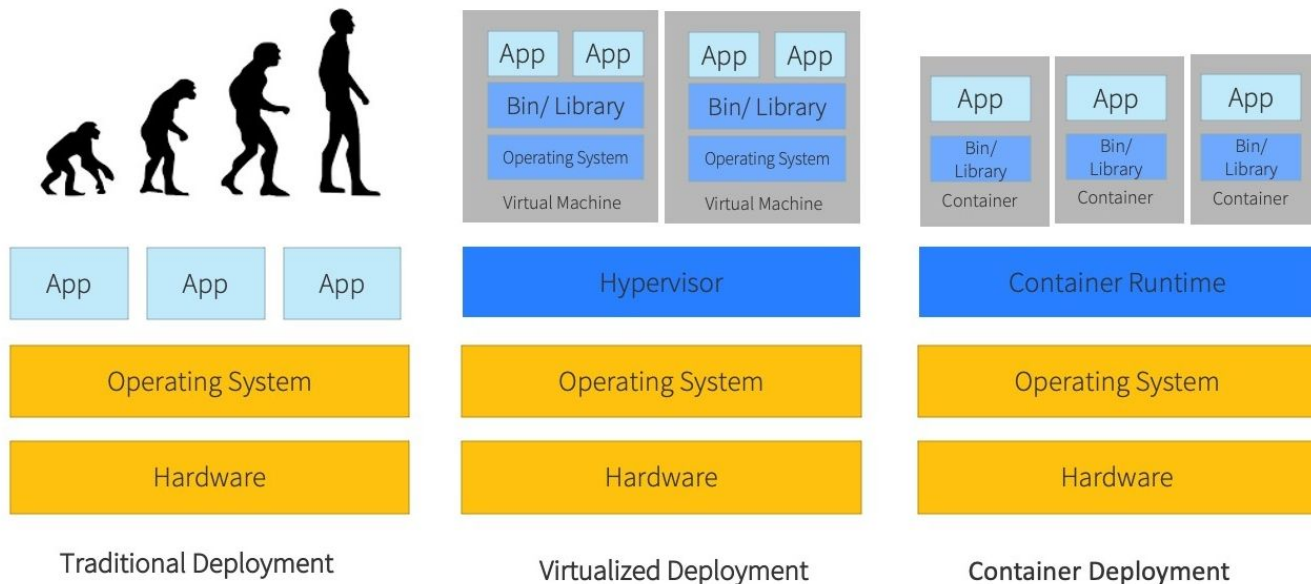 App
App
App
Operating System
Hardware
Traditional Deployment
App App
Bin/ Library
Operating System
Virtual Machine
App App
Bin/ Library
Operating System
Virtual Machine
Hypervisor
Operating System
Hardware
Virtualized Deployment
App
Bin/
Library
Container
App
Bin/
Library
Container
App
Bin/
Library
Container
Container Runtime
Operating System
Hardware
Container Deployment